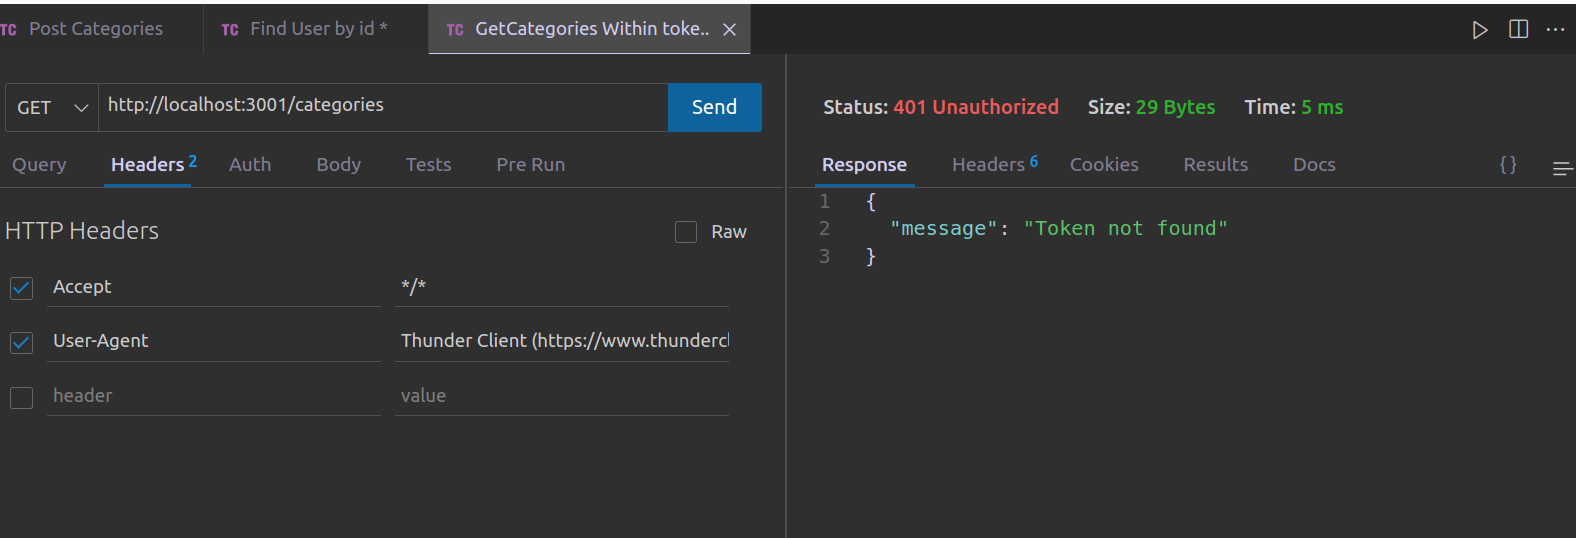 TC Post Categories TC Find User by id * TC GetCategories Within toke..
GET http://localhost:3001/categories Send
Query Headers 2 Auth Body Tests Pre Run
HTTP Headers Raw
Accept */*
User-Agent Thunder Client (https://www.thundercl
header value
Status: 401 Unauthorized Size: 29 Bytes Time: 5 ms
Response Headers 6 Cookies Results Docs {}
1 {
2 "message": "Token not found"
3 }